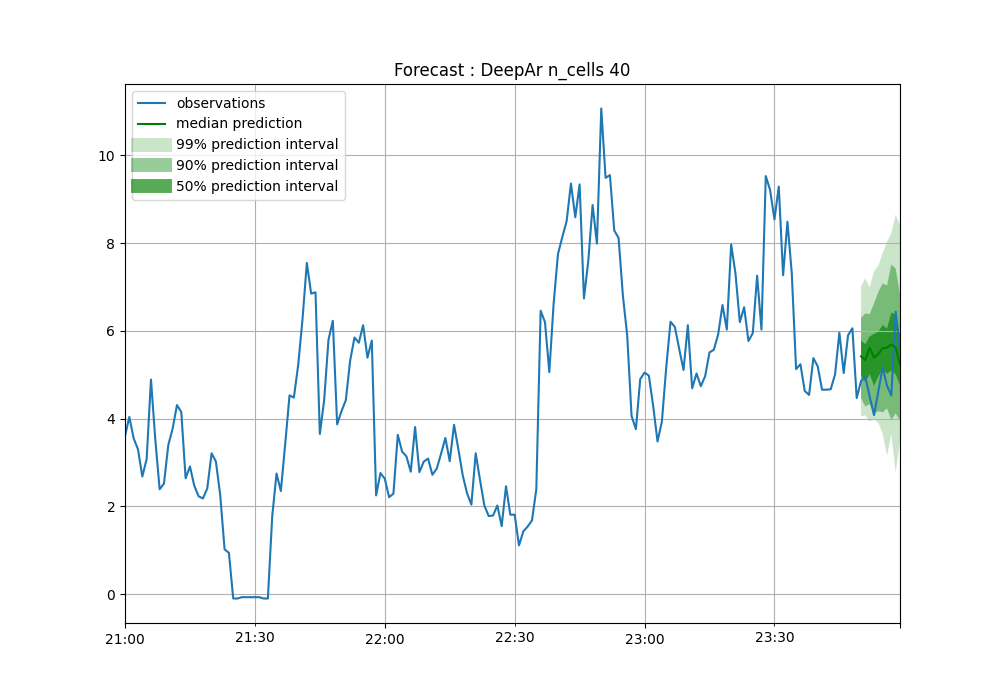 Forecast : DeepAr n_cells 40
observations
median prediction
99% prediction interval
90% prediction interval
50% prediction interval
10
8
6
4
2
0
21:00 21:30 22:00 22:30 23:00 23:30